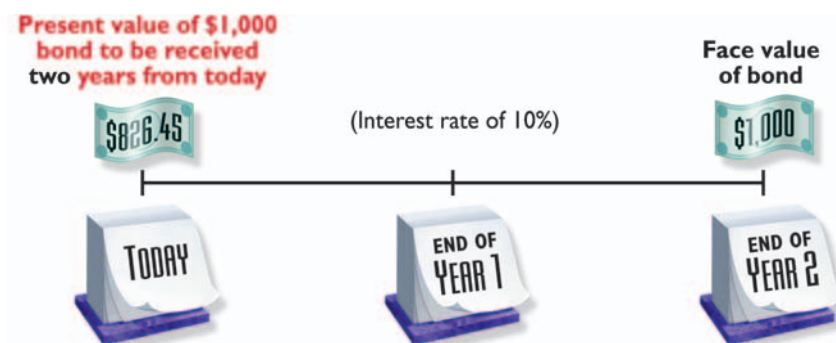 Present value of $1,000
bond to be received
two years from today
$826.45
(Interest rate of 10%)
Face value
of bond
$1,000
TODAY
END OF
YEAR 1
END OF
YEAR 2